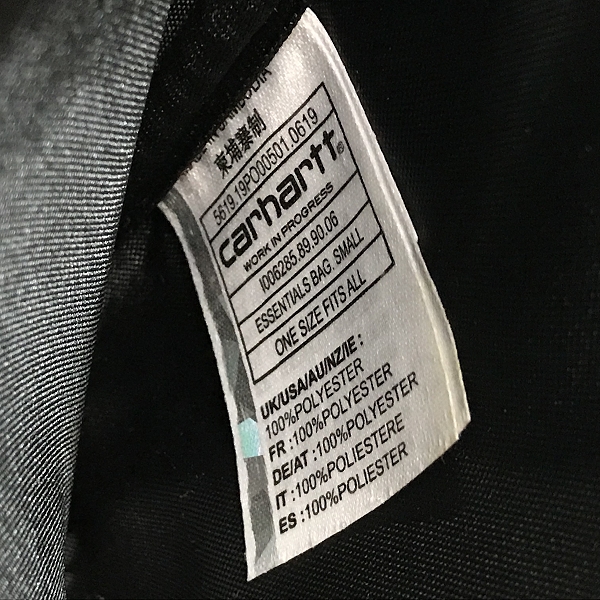 CAMBODIA
柬埔寨制
5619.19PO00501.0619
carhartt®
WORK IN PROGRESS
I006285.89.90.06
ESSENTIALS BAG, SMALL
ONE SIZE FITS ALL
UK/USA/AU/NZ/IE :
100%POLYESTER
FR :100%POLYESTER
DE/AT :100%POLYESTER
IT :100%POLIESTERE
ES :100%POLIESTER